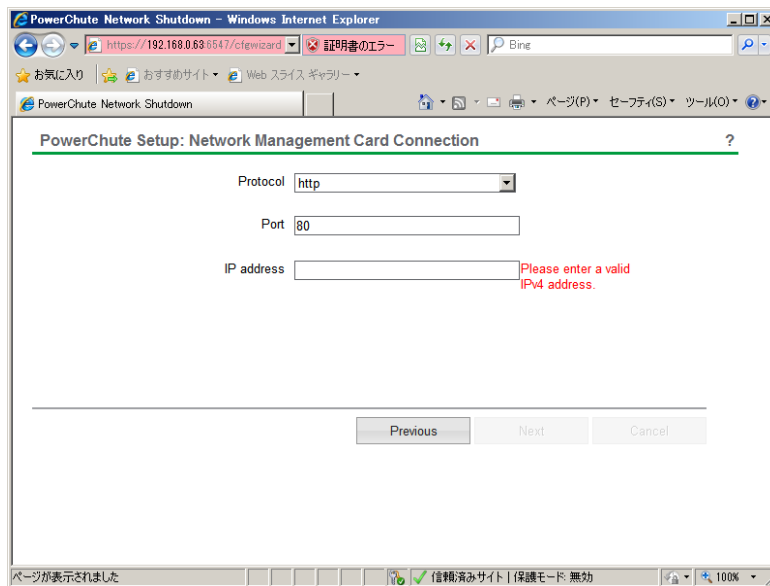 PowerChute Network Shutdown - Windows Internet Explorer
https://192.168.0.63:6547/cfgwizard
証明書のエラー
Bing
お気に入り
おすすめサイト
Web スライス ギャラリー
PowerChute Network Shutdown
ページ(P)
セーフティ(S)
ツール(O)
PowerChute Setup: Network Management Card Connection
?
Protocol
http
Port
80
IP address
Please enter a valid
IPv4 address.
Previous
Next
Cancel
ページが表示されました
信頼済みサイト | 保護モード: 無効
100%